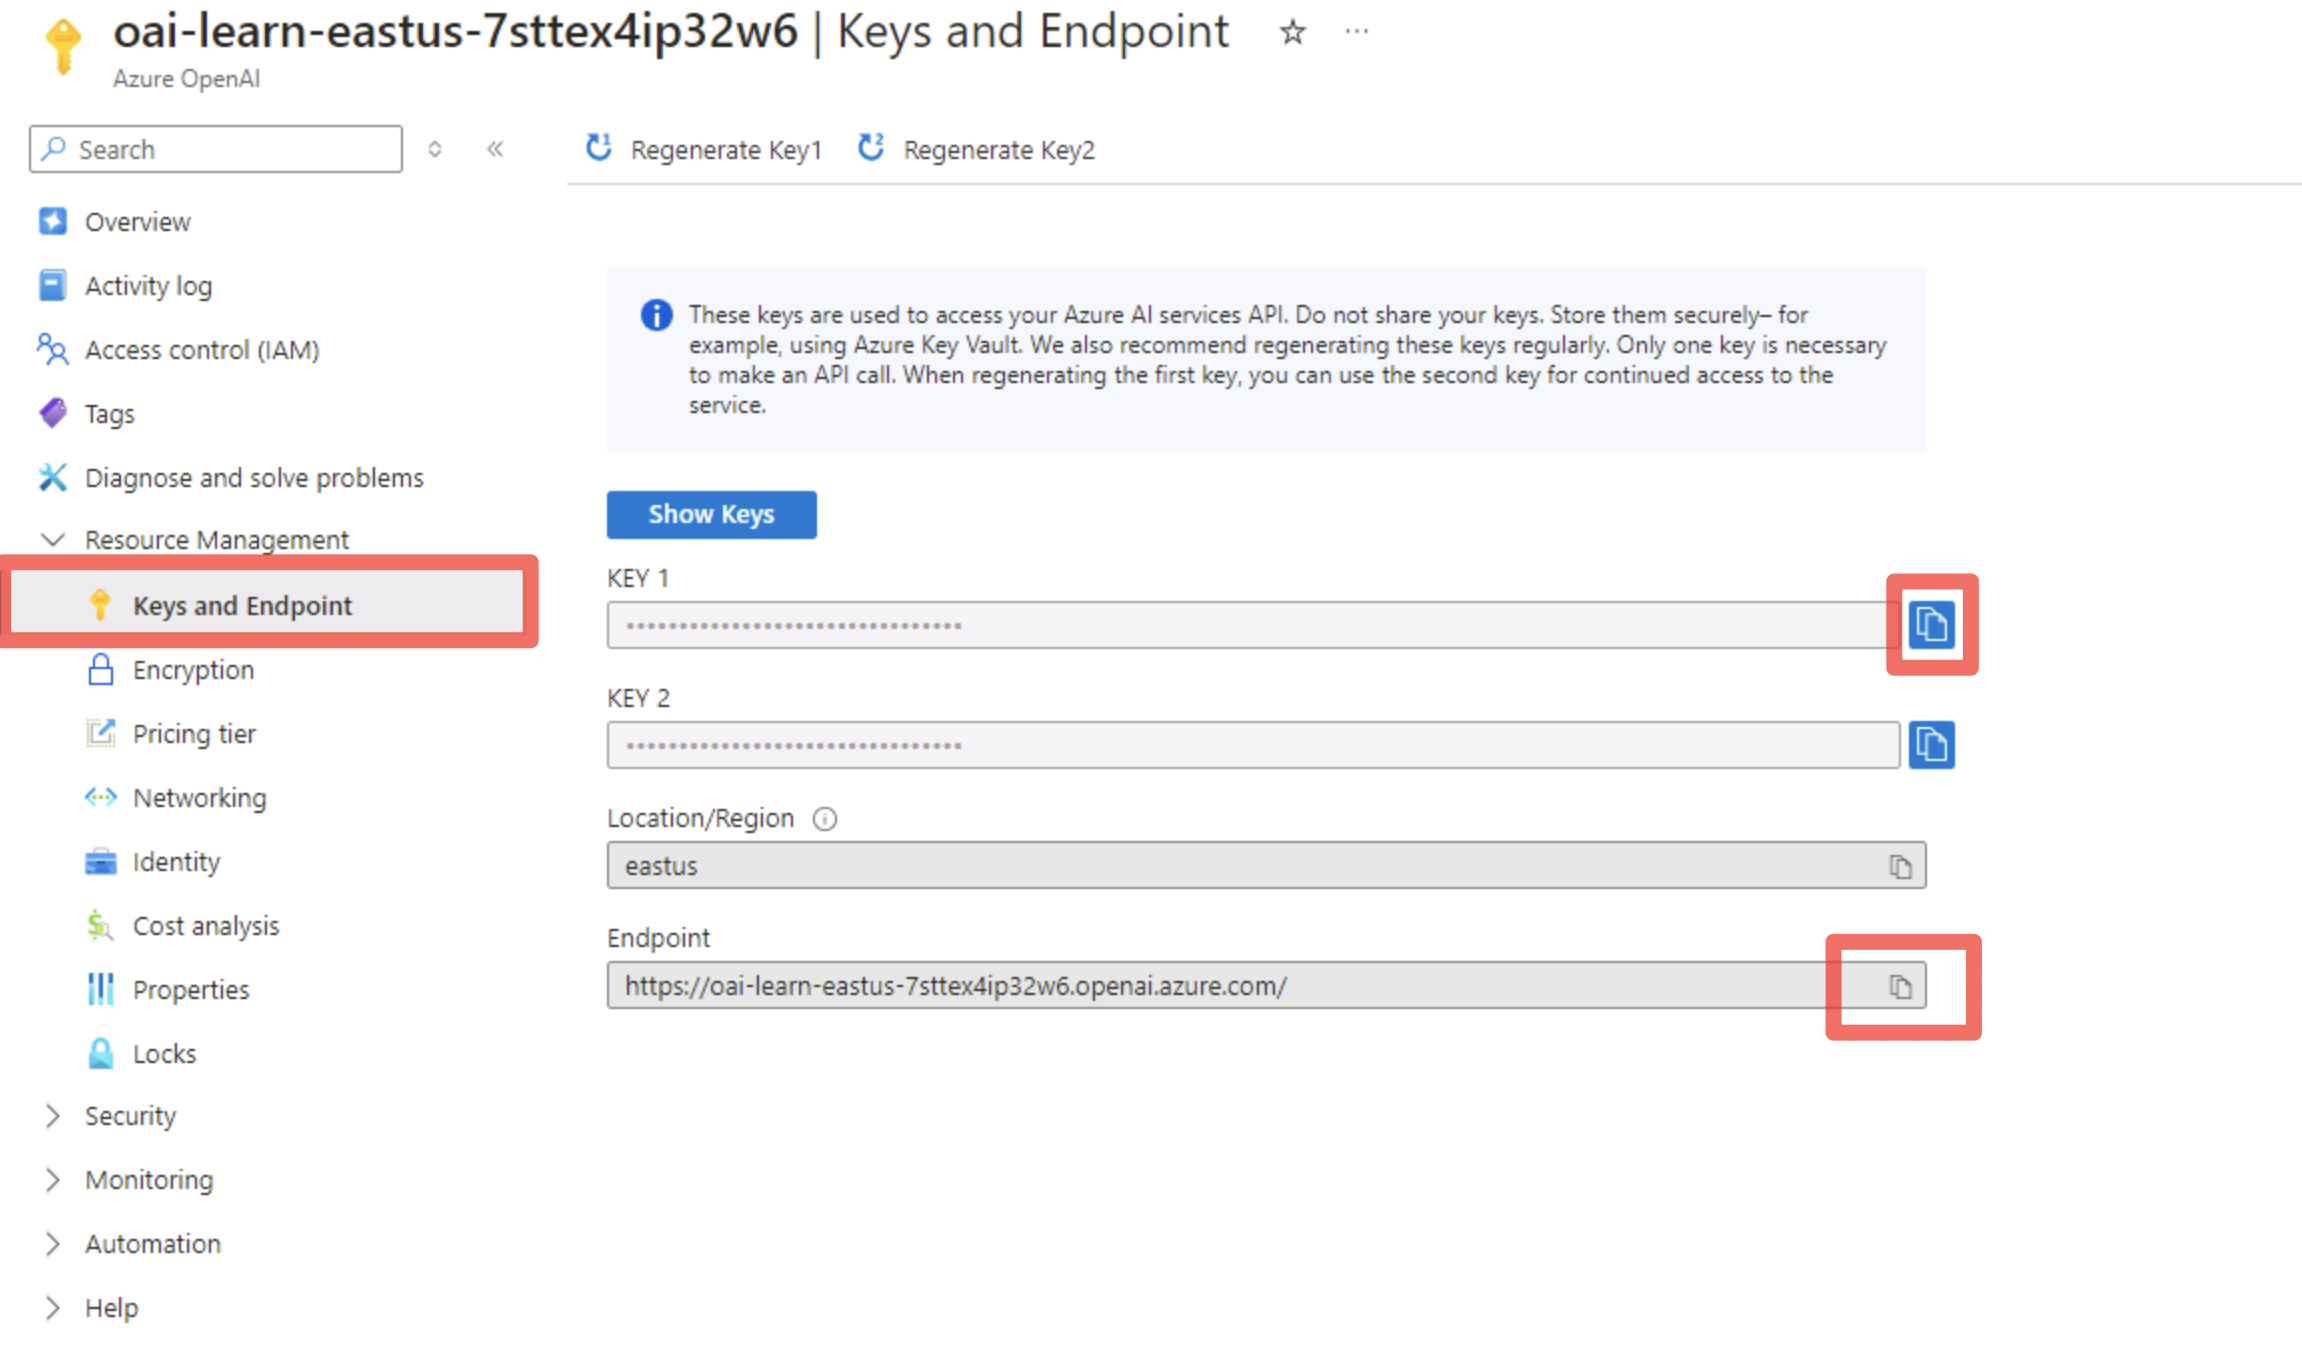 oai-learn-eastus-7sttex4ip32w6 | Keys and Endpoint
Azure OpenAI
Search
Regenerate Key1
Regenerate Key2
Overview
Activity log
Access control (IAM)
Tags
Diagnose and solve problems
Resource Management
Keys and Endpoint
Encryption
Pricing tier
Networking
Identity
Cost analysis
Properties
Locks
Security
Monitoring
Automation
Help
These keys are used to access your Azure AI services API. Do not share your keys. Store them securely– for
example, using Azure Key Vault. We also recommend regenerating these keys regularly. Only one key is necessary
to make an API call. When regenerating the first key, you can use the second key for continued access to the
service.
Show Keys
KEY 1
••••••••••••••••••••••••••••••••
KEY 2
••••••••••••••••••••••••••••••••
Location/Region
eastus
Endpoint
https://oai-learn-eastus-7sttex4ip32w6.openai.azure.com/